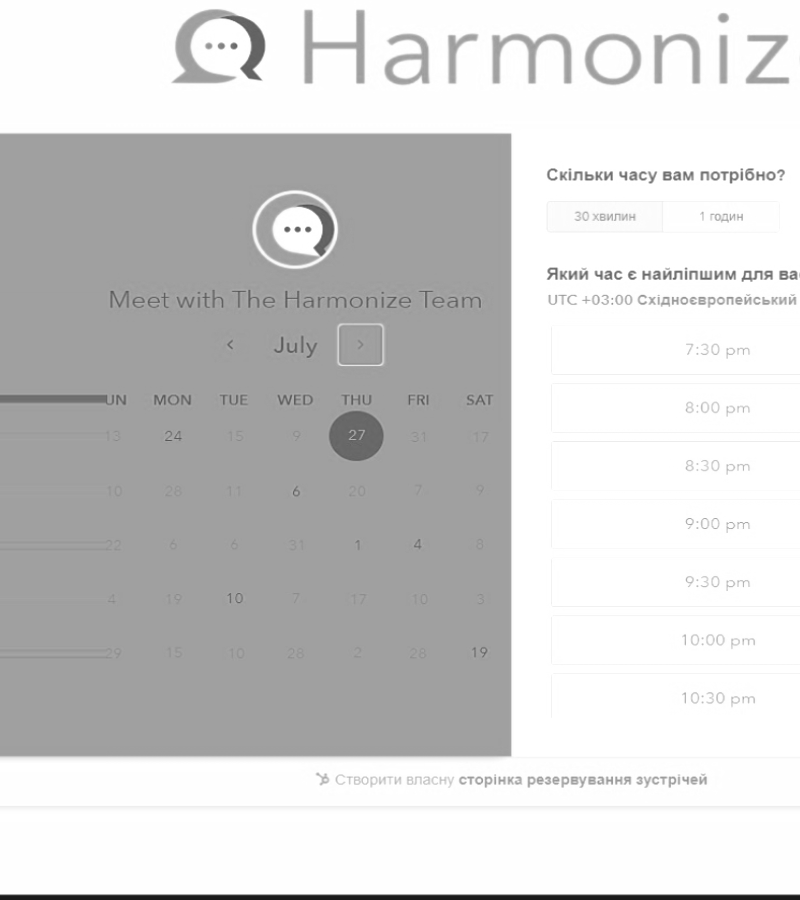 Harmoniz
Meet with The Harmonize Team
July
UN MON TUE WED THU FRI SAT
13 24 15 9 27 31 17
10 28 11 6 20 7 9
22 6 6 31 1 4 8
4 19 10 7 17 10 3
29 15 10 28 2 28 19
Скільки часу вам потрібно?
30 хвилин 1 годин
Який час є найліпшим для
UTC +03:00 Східноєвропейський
7:30 pm
8:00 pm
8:30 pm
9:00 pm
9:30 pm
10:00 pm
10:30 pm
Створити власну сторінка резервування зустрічей